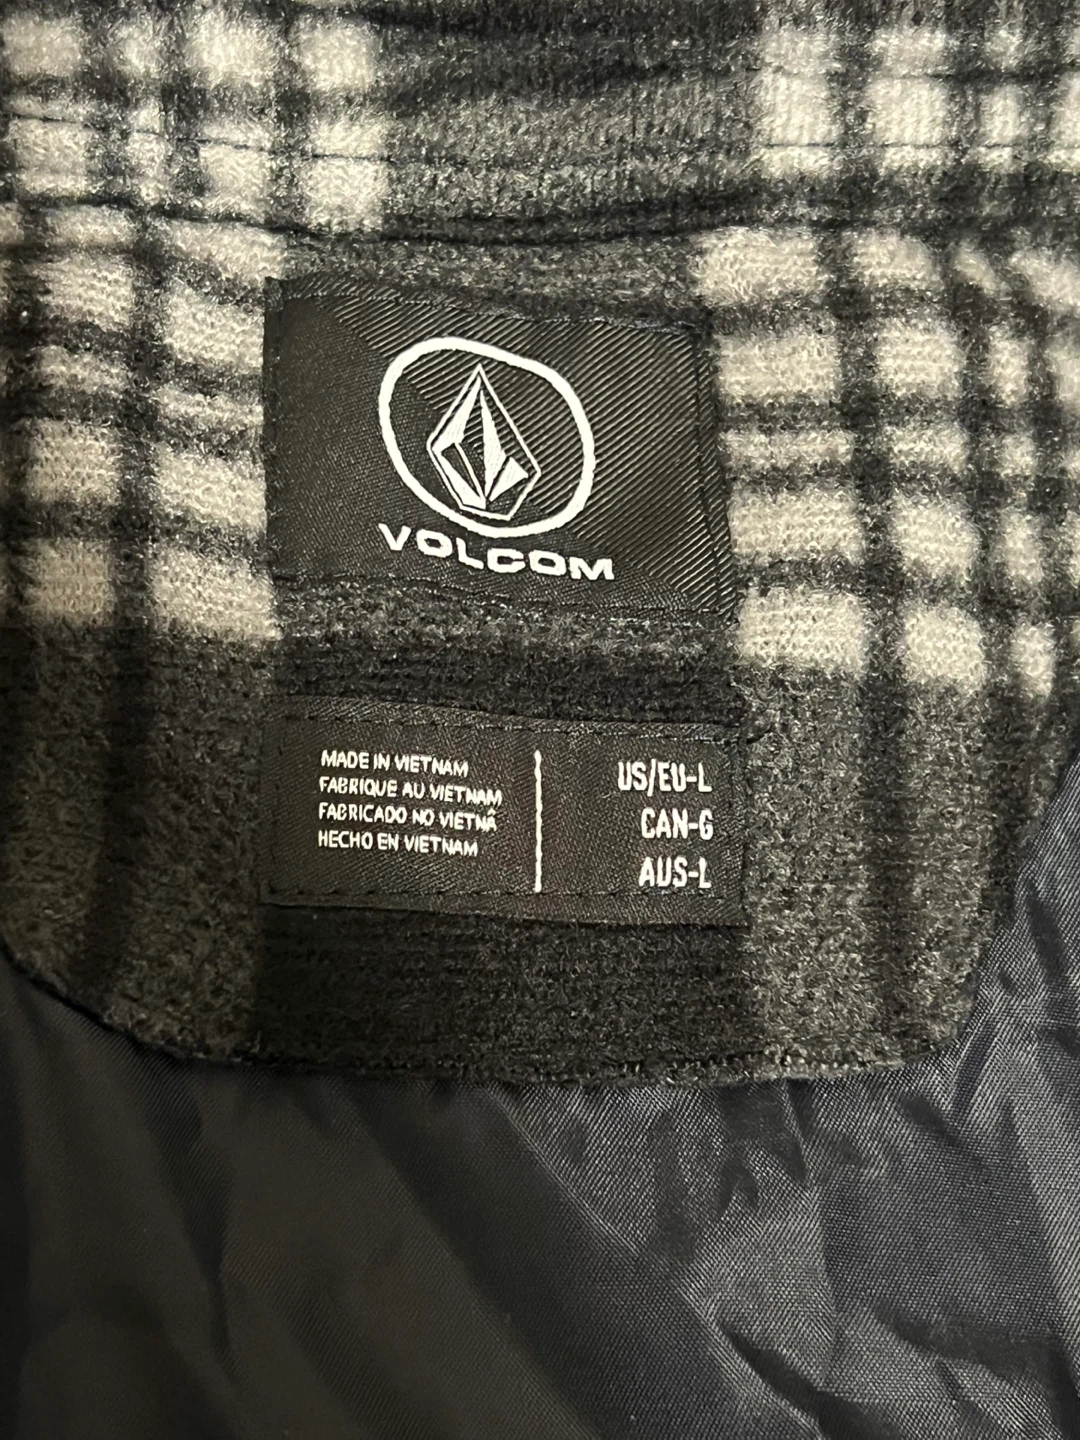 VOLCOM
MADE IN VIETNAM
FABRIQUE AU VIETNAM
FABRICADO NO VIETNÃ
HECHO EN VIETNAM
US/EU-L
CAN-G
AUS-L